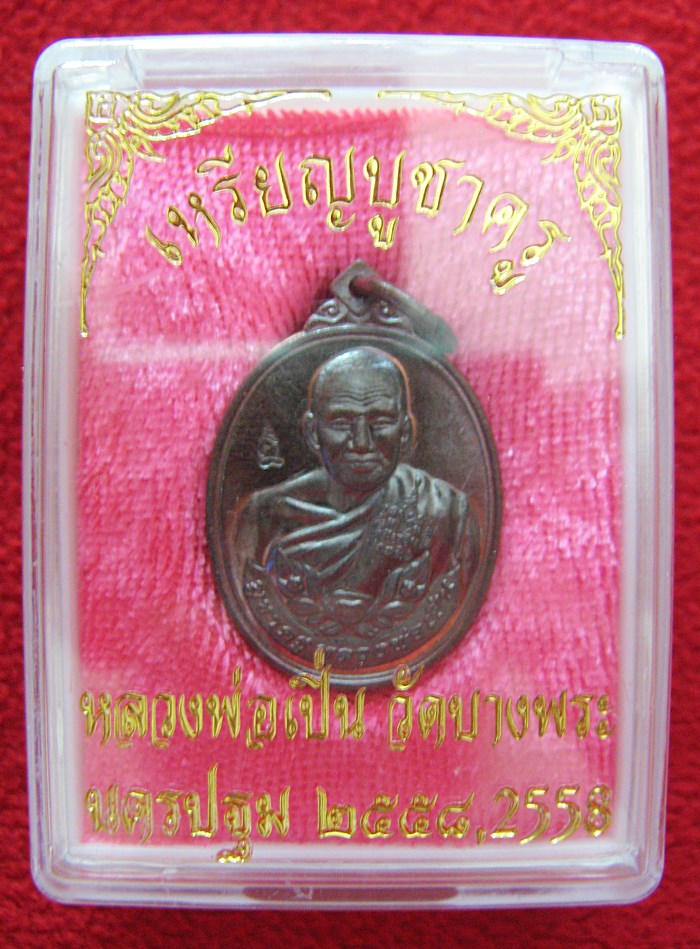 เหรียญบูชาครู
หลวงพ่อเปิ่น วัดบางพระ
นครปฐม ๒๕๕๘,2558